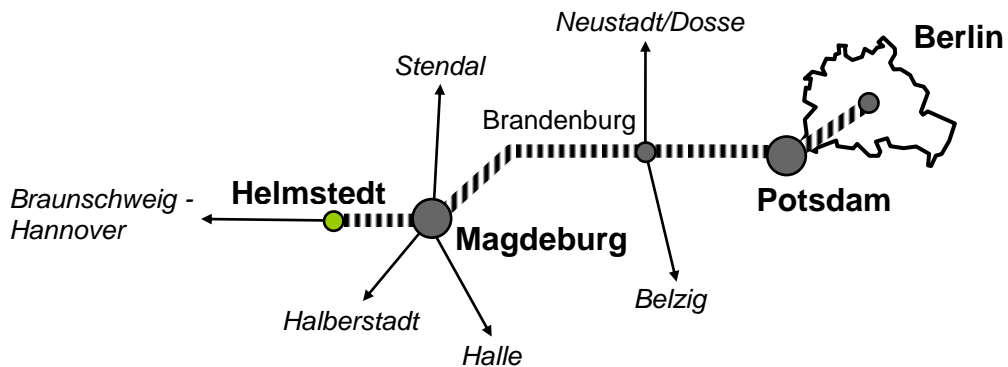 Neustadt/Dosse
Berlin
Stendal
Brandenburg
Helmstedt
Braunschweig -
Hannover
Potsdam
Magdeburg
Belzig
Halberstadt
Halle